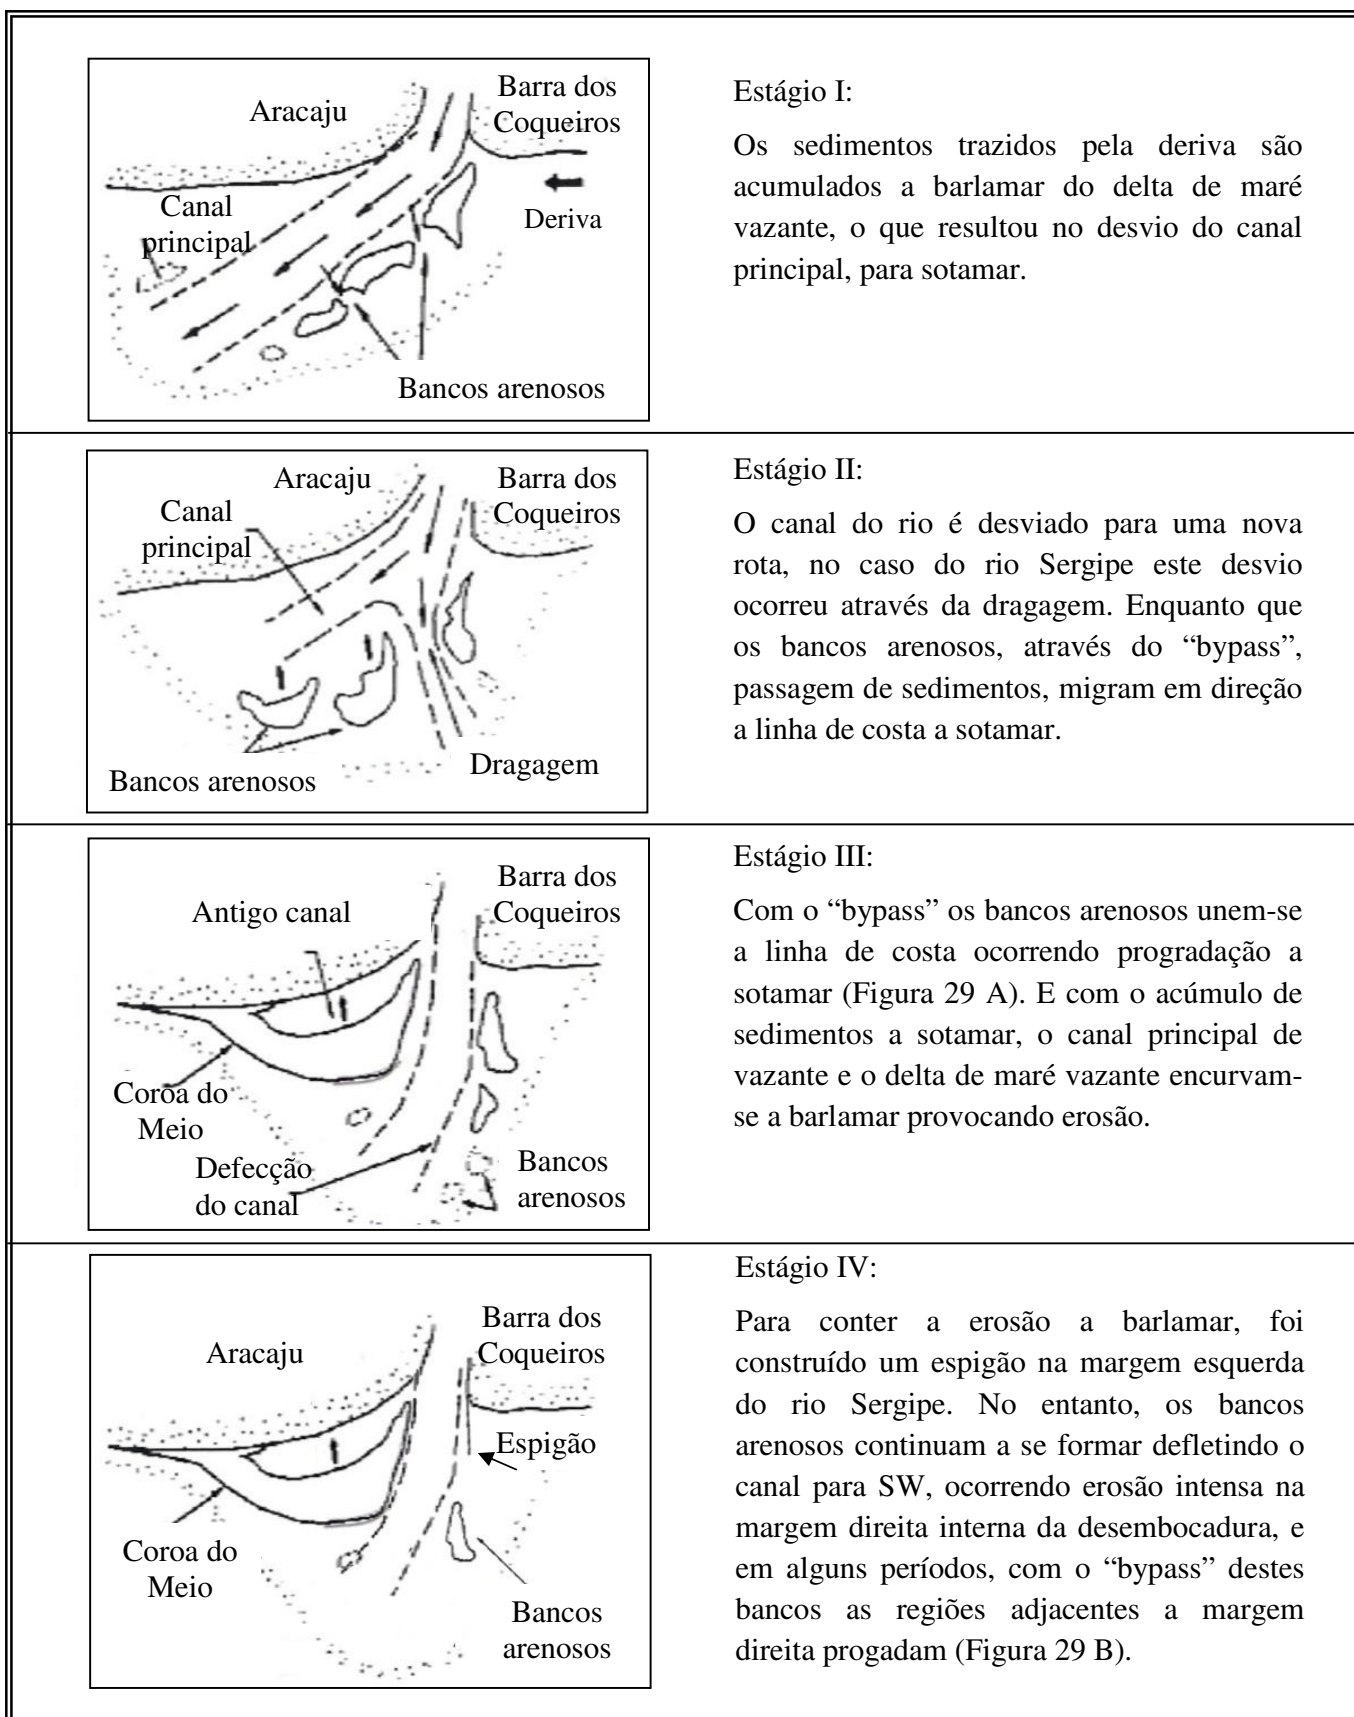 Aracaju
Barra dos
Coqueiros
Canal
principal
Deriva
Bancos arenosos
Estágio I:
Os sedimentos trazidos pela deriva são
acumulados a barlamar do delta de maré
vazante, o que resultou no desvio do canal
principal, para sotamar.
Aracaju
Barra dos
Coqueiros
Canal
principal
Bancos arenosos
Dragagem
Estágio II:
O canal do rio é desviado para uma nova
rota, no caso do rio Sergipe este desvio
ocorreu através da dragagem. Enquanto que
os bancos arenosos, através do “bypass”,
passagem de sedimentos, migram em direção
a linha de costa a sotamar.
Antigo canal
Barra dos
Coqueiros
Coroa do
Meio
Defecção
do canal
Bancos
arenosos
Estágio III:
Com o “bypass” os bancos arenosos unem-se
a linha de costa ocorrendo progradação a
sotamar (Figura 29 A). E com o acúmulo de
sedimentos a sotamar, o canal principal de
vazante e o delta de maré vazante encurvam-
se a barlamar provocando erosão.
Aracaju
Barra dos
Coqueiros
Espigão
Coroa do
Meio
Bancos
arenosos
Estágio IV:
Para conter a erosão a barlamar, foi
construído um espigão na margem esquerda
do rio Sergipe. No entanto, os bancos
arenosos continuam a se formar defletindo o
canal para SW, ocorrendo erosão intensa na
margem direita interna da desembocadura, e
em alguns períodos, com o “bypass” destes
bancos as regiões adjacentes a margem
direita progadam (Figura 29 B).